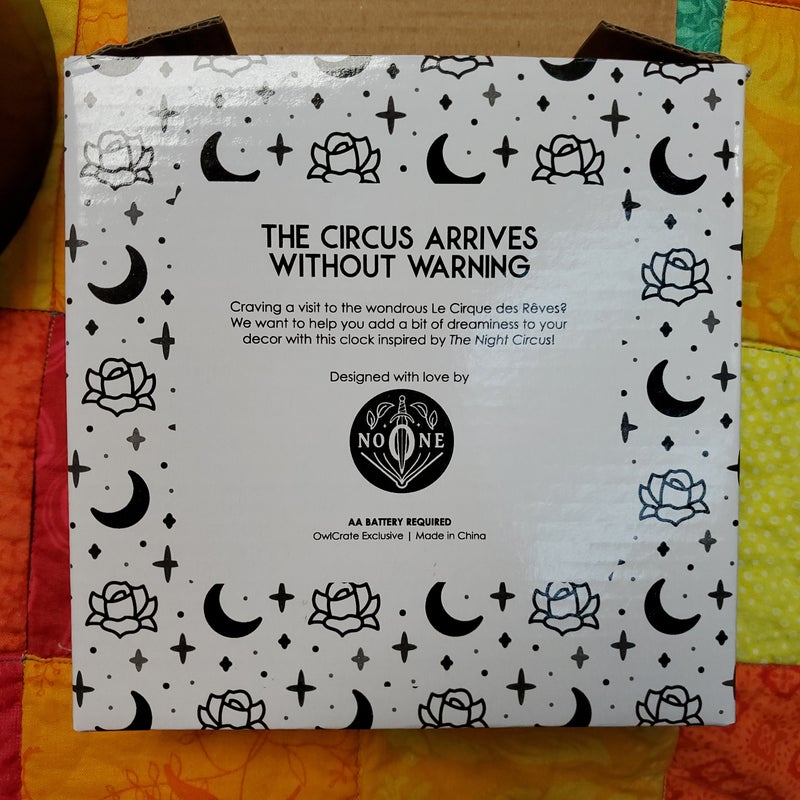 THE CIRCUS ARRIVES
WITHOUT WARNING
Craving a visit to the wondrous Le Cirque des Rêves?
We want to help you add a bit of dreaminess to your
decor with this clock inspired by The Night Circus!
Designed with love by
NO ONE
AA BATTERY REQUIRED
OwlCrate Exclusive | Made in China